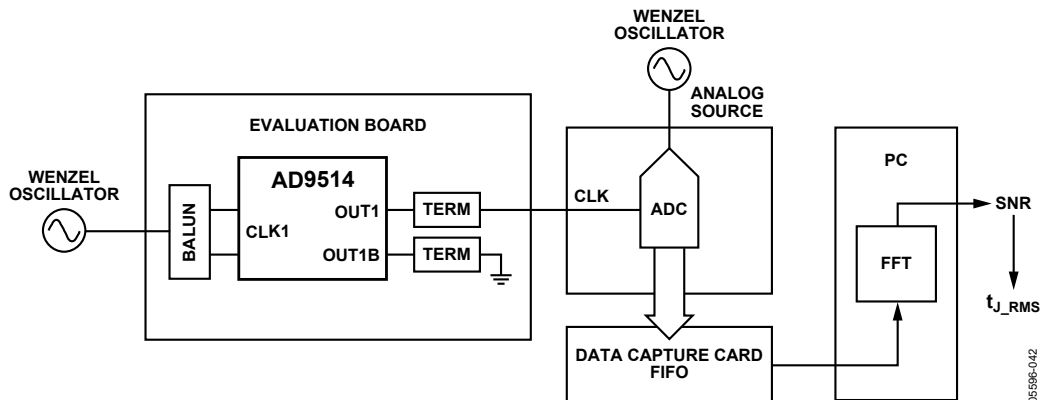 WENZEL
OSCILLATOR
ANALOG
SOURCE
EVALUATION BOARD
WENZEL
OSCILLATOR
BALUN
AD9514
CLK1
OUT1
OUT1B
TERM
TERM
CLK
ADC
DATA CAPTURE CARD
FIFO
PC
FFT
SNR
tJ_RMS
05596-042